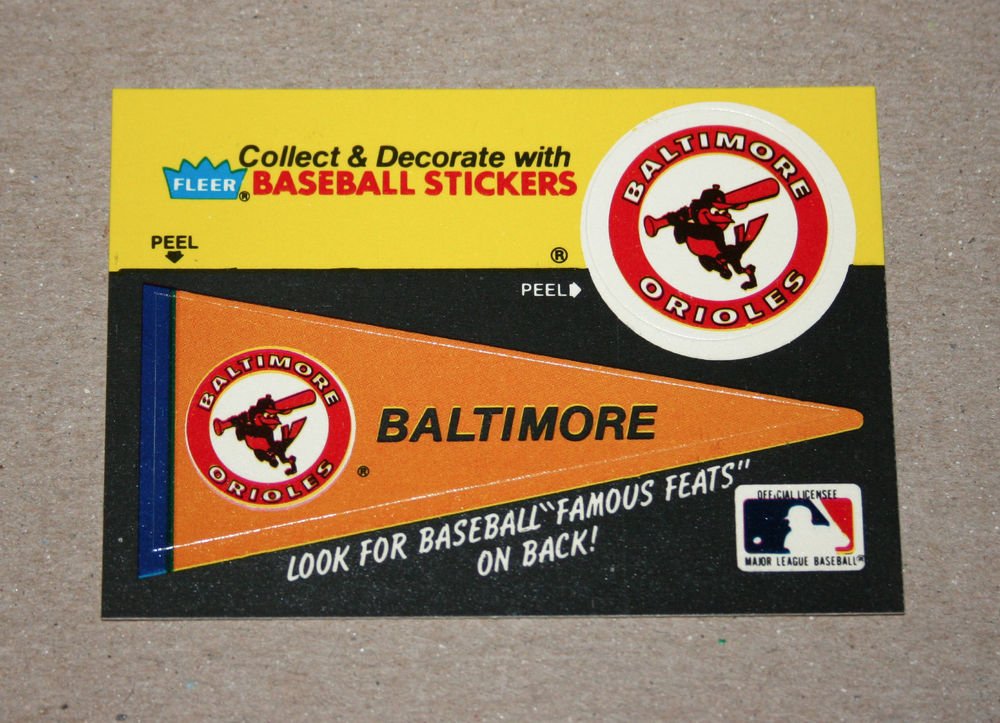 Collect & Decorate with
FLEER® BASEBALL STICKERS
PEEL
®
PEEL
BALTIMORE
ORIOLES
BALTIMORE
ORIOLES
®
BALTIMORE
LOOK FOR BASEBALL "FAMOUS FEATS"
ON BACK!
OFFICIAL LICENSEE
MAJOR LEAGUE BASEBALL®